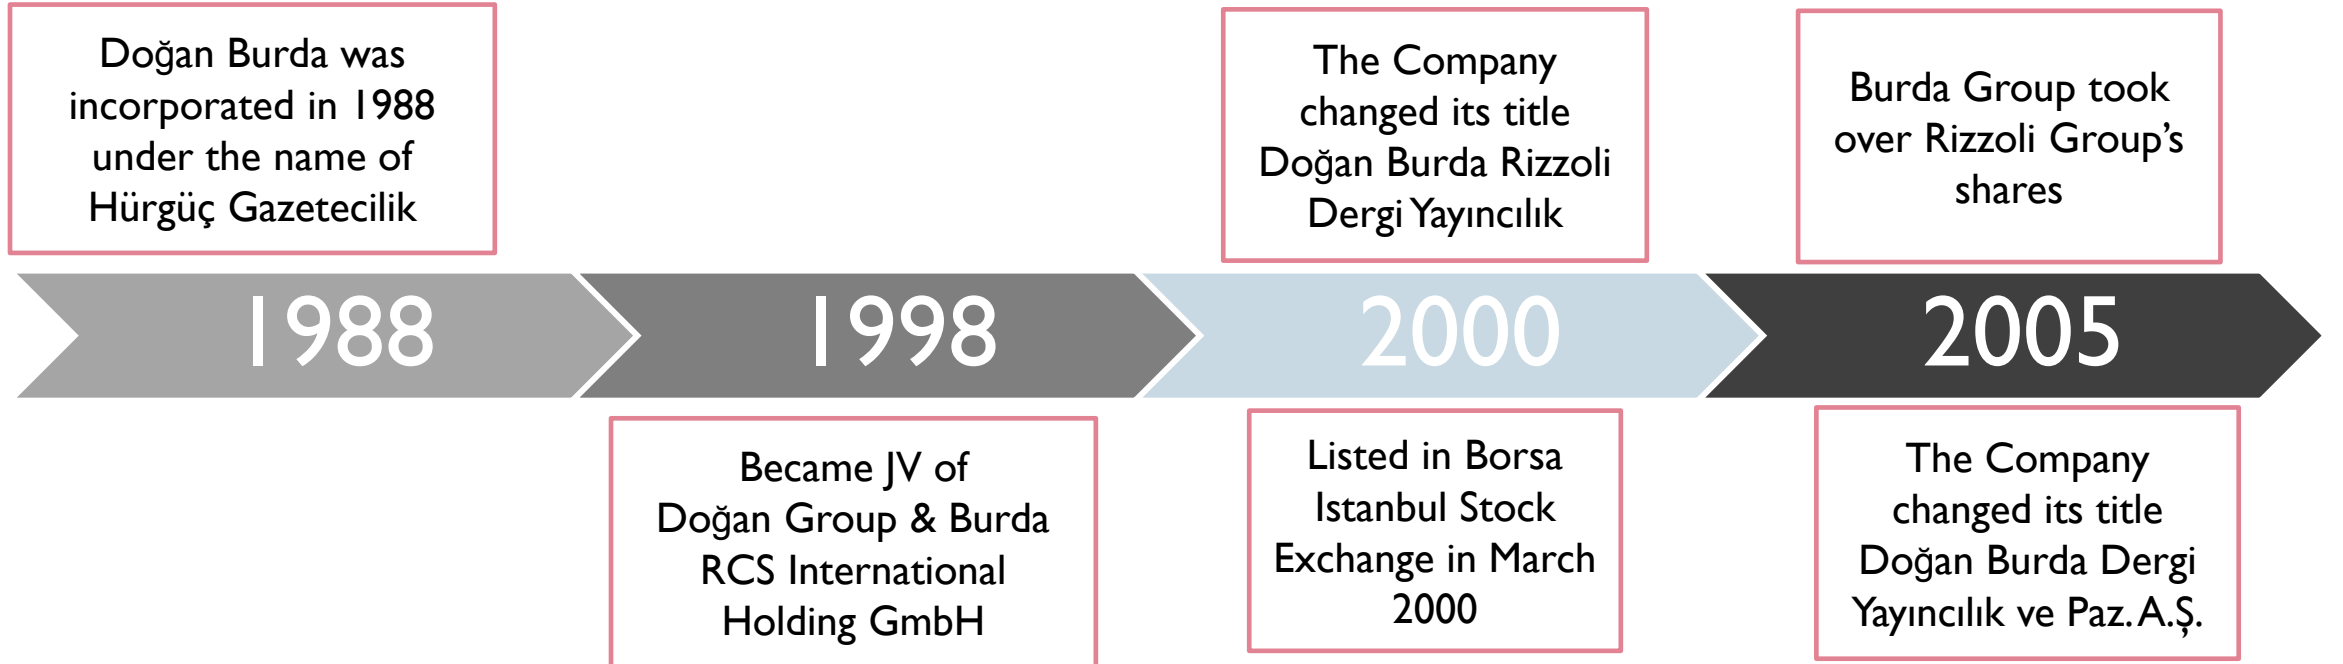 Doğan Burda was
incorporated in 1988
under the name of
Hürgüç Gazetecilik
The Company
changed its title
Doğan Burda Rizzoli
Dergi Yayıncılık
Burda Group took
over Rizzoli Group’s
shares
1988
1998
2000
2005
Became JV of
Doğan Group & Burda
RCS International
Holding GmbH
Listed in Borsa
Istanbul Stock
Exchange in March
2000
The Company
changed its title
Doğan Burda Dergi
Yayıncılık ve Paz. A.Ş.